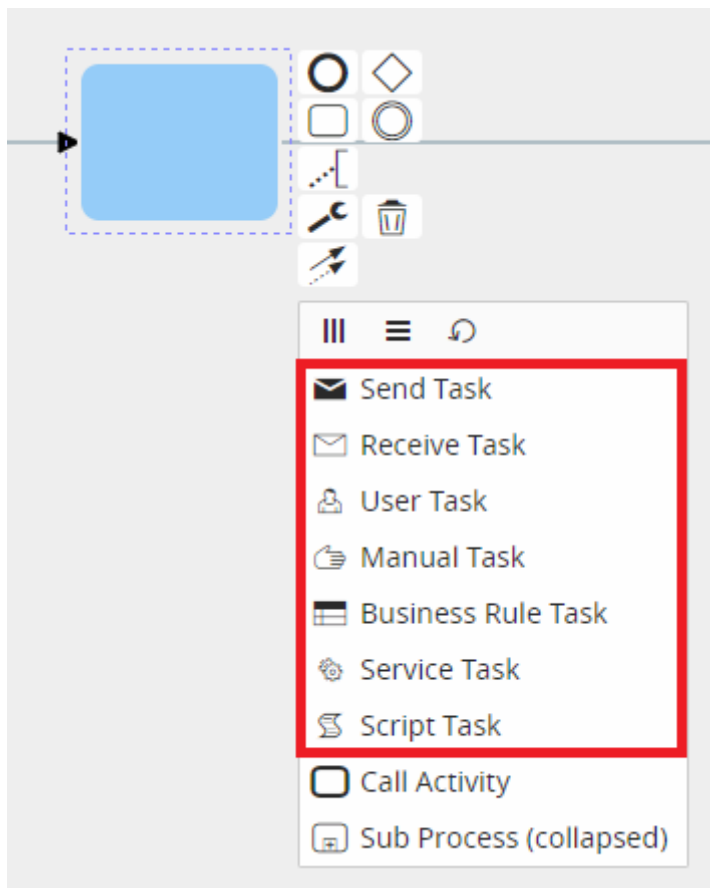 Send Task
Receive Task
User Task
Manual Task
Business Rule Task
Service Task
Script Task
Call Activity
Sub Process (collapsed)